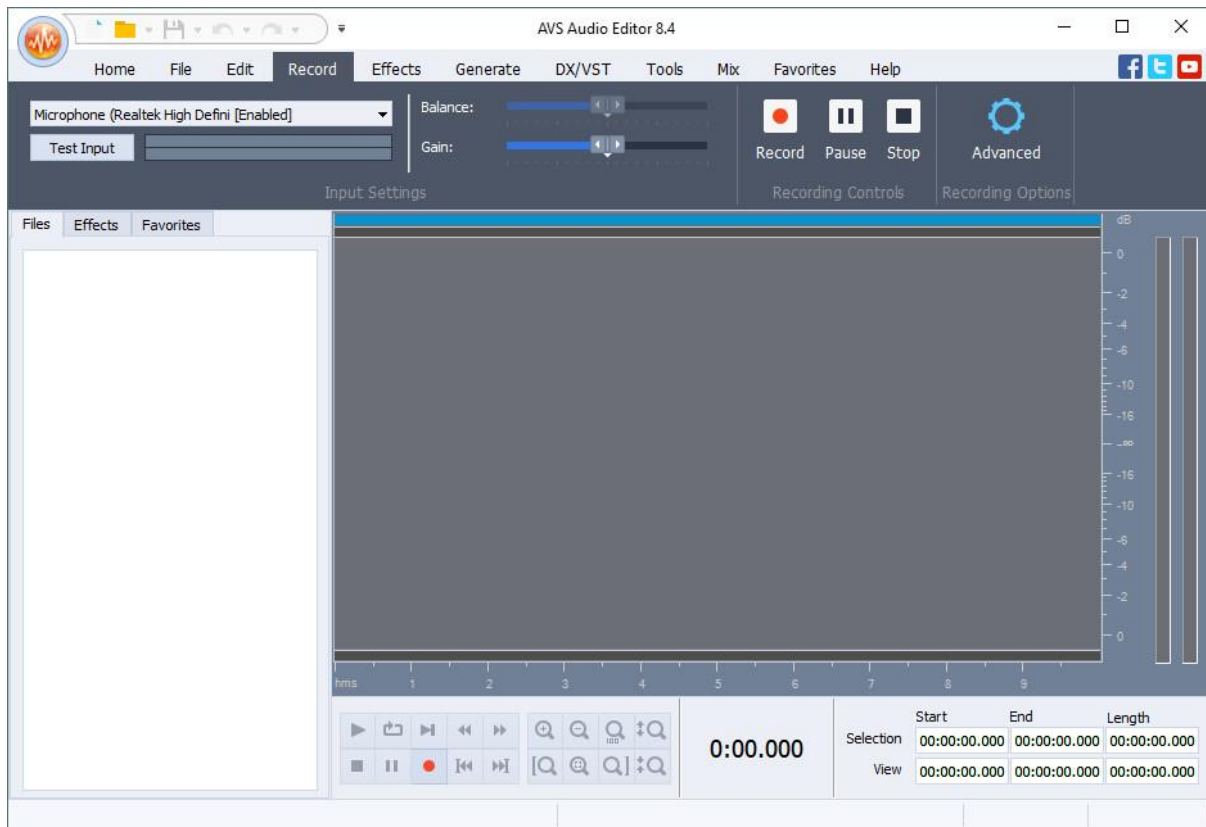 AVS Audio Editor 8.4
Home File Edit Record Effects Generate DX/VST Tools Mix Favorites Help
Microphone (Realtek High Defini [Enabled]
Test Input
Balance:
Gain:
Input Settings
Record Pause Stop
Recording Controls
Advanced
Recording Options
Files Effects Favorites
dB
0
-2
-4
-6
-10
-16
-∞
-16
-10
-6
-4
-2
0
hms 1 2 3 4 5 6 7 8 9
100
0:00.000
Start End Length
Selection 00:00:00.000 00:00:00.000 00:00:00.000
View 00:00:00.000 00:00:00.000 00:00:00.000